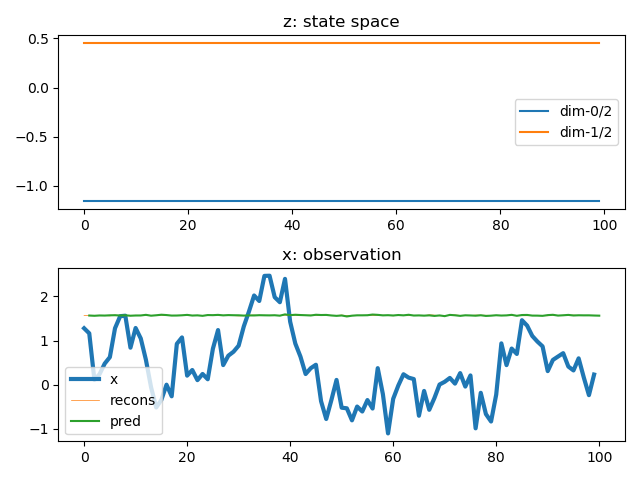 z: state space
0.5
0.0
−0.5
−1.0
dim-0/2
dim-1/2
0 20 40 60 80 100
x: observation
2
1
0
−1
x
recons
pred
0 20 40 60 80 100